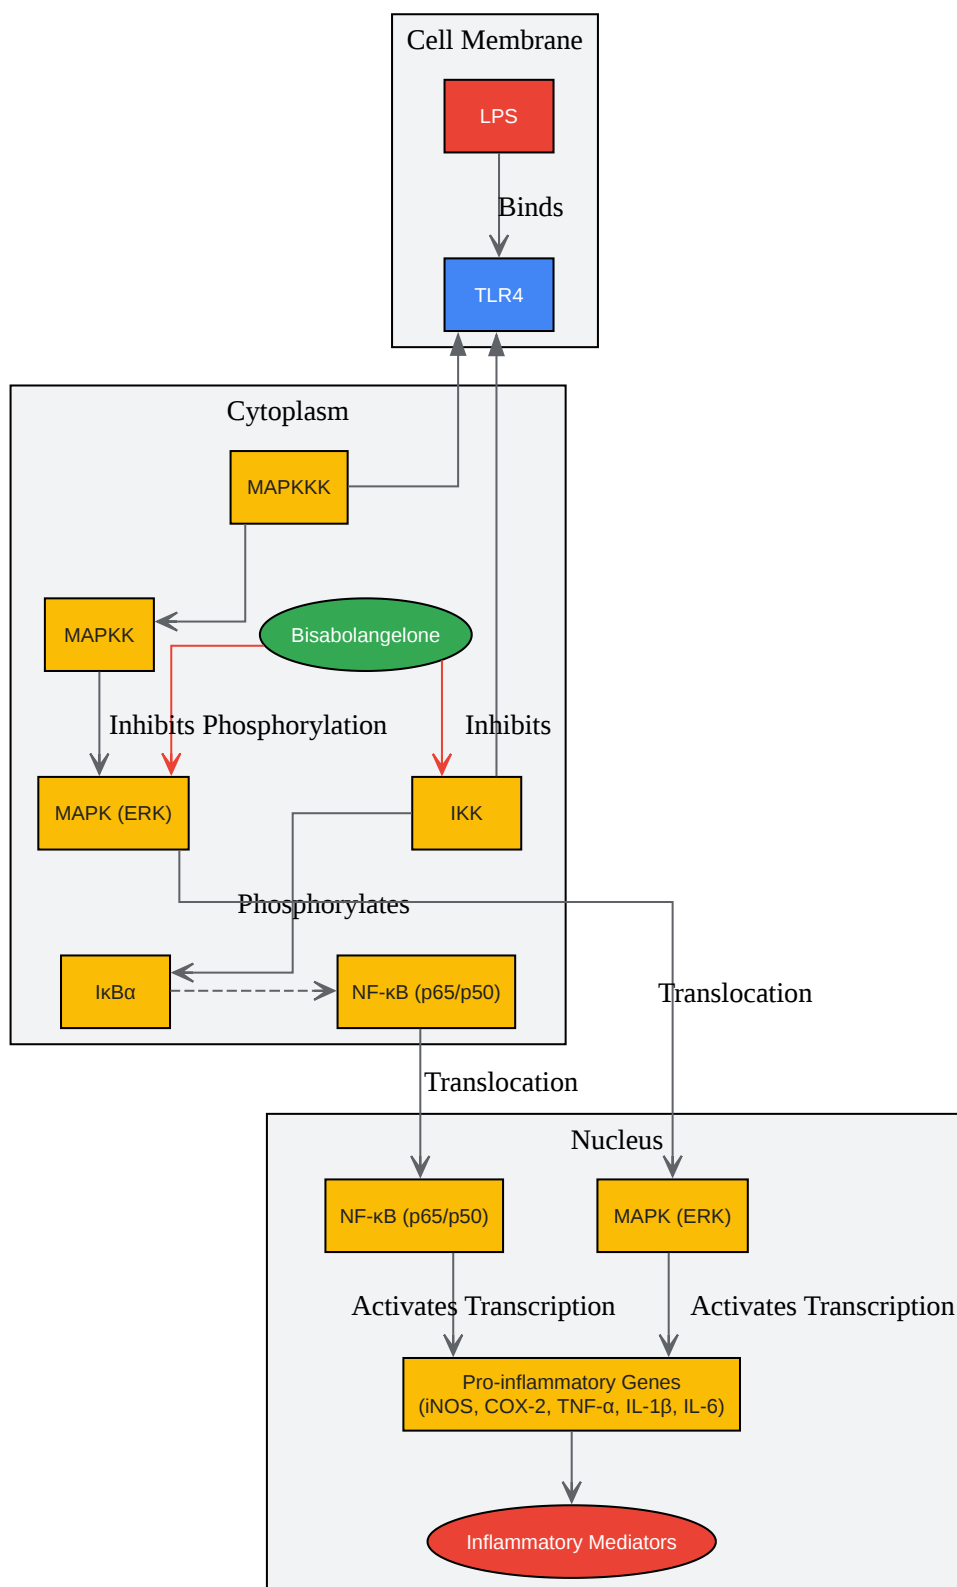 Cell Membrane
LPS
Binds
TLR4
Cytoplasm
MAPKKK
MAPKK
Bisabolangelone
Inhibits Phosphorylation
Inhibits
MAPK (ERK)
IKK
Phosphorylates
IκBα
NF-κB (p65/p50)
Translocation
Translocation
Nucleus
NF-κB (p65/p50)
MAPK (ERK)
Activates Transcription
Activates Transcription
Pro-inflammatory Genes
(iNOS, COX-2, TNF-α, IL-1β, IL-6)
Inflammatory Mediators